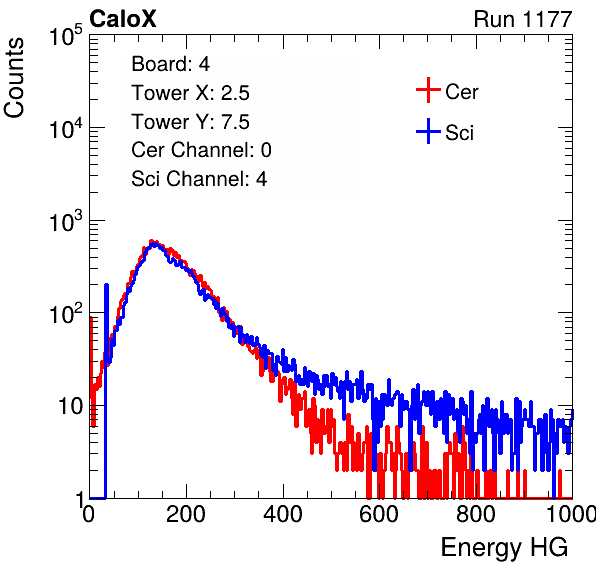 CaloX Run 1177
Counts
10^5
10^4
10^3
10^2
10
1
Board: 4
Tower X: 2.5
Tower Y: 7.5
Cer Channel: 0
Sci Channel: 4
Cer
Sci
0 200 400 600 800 1000
Energy HG